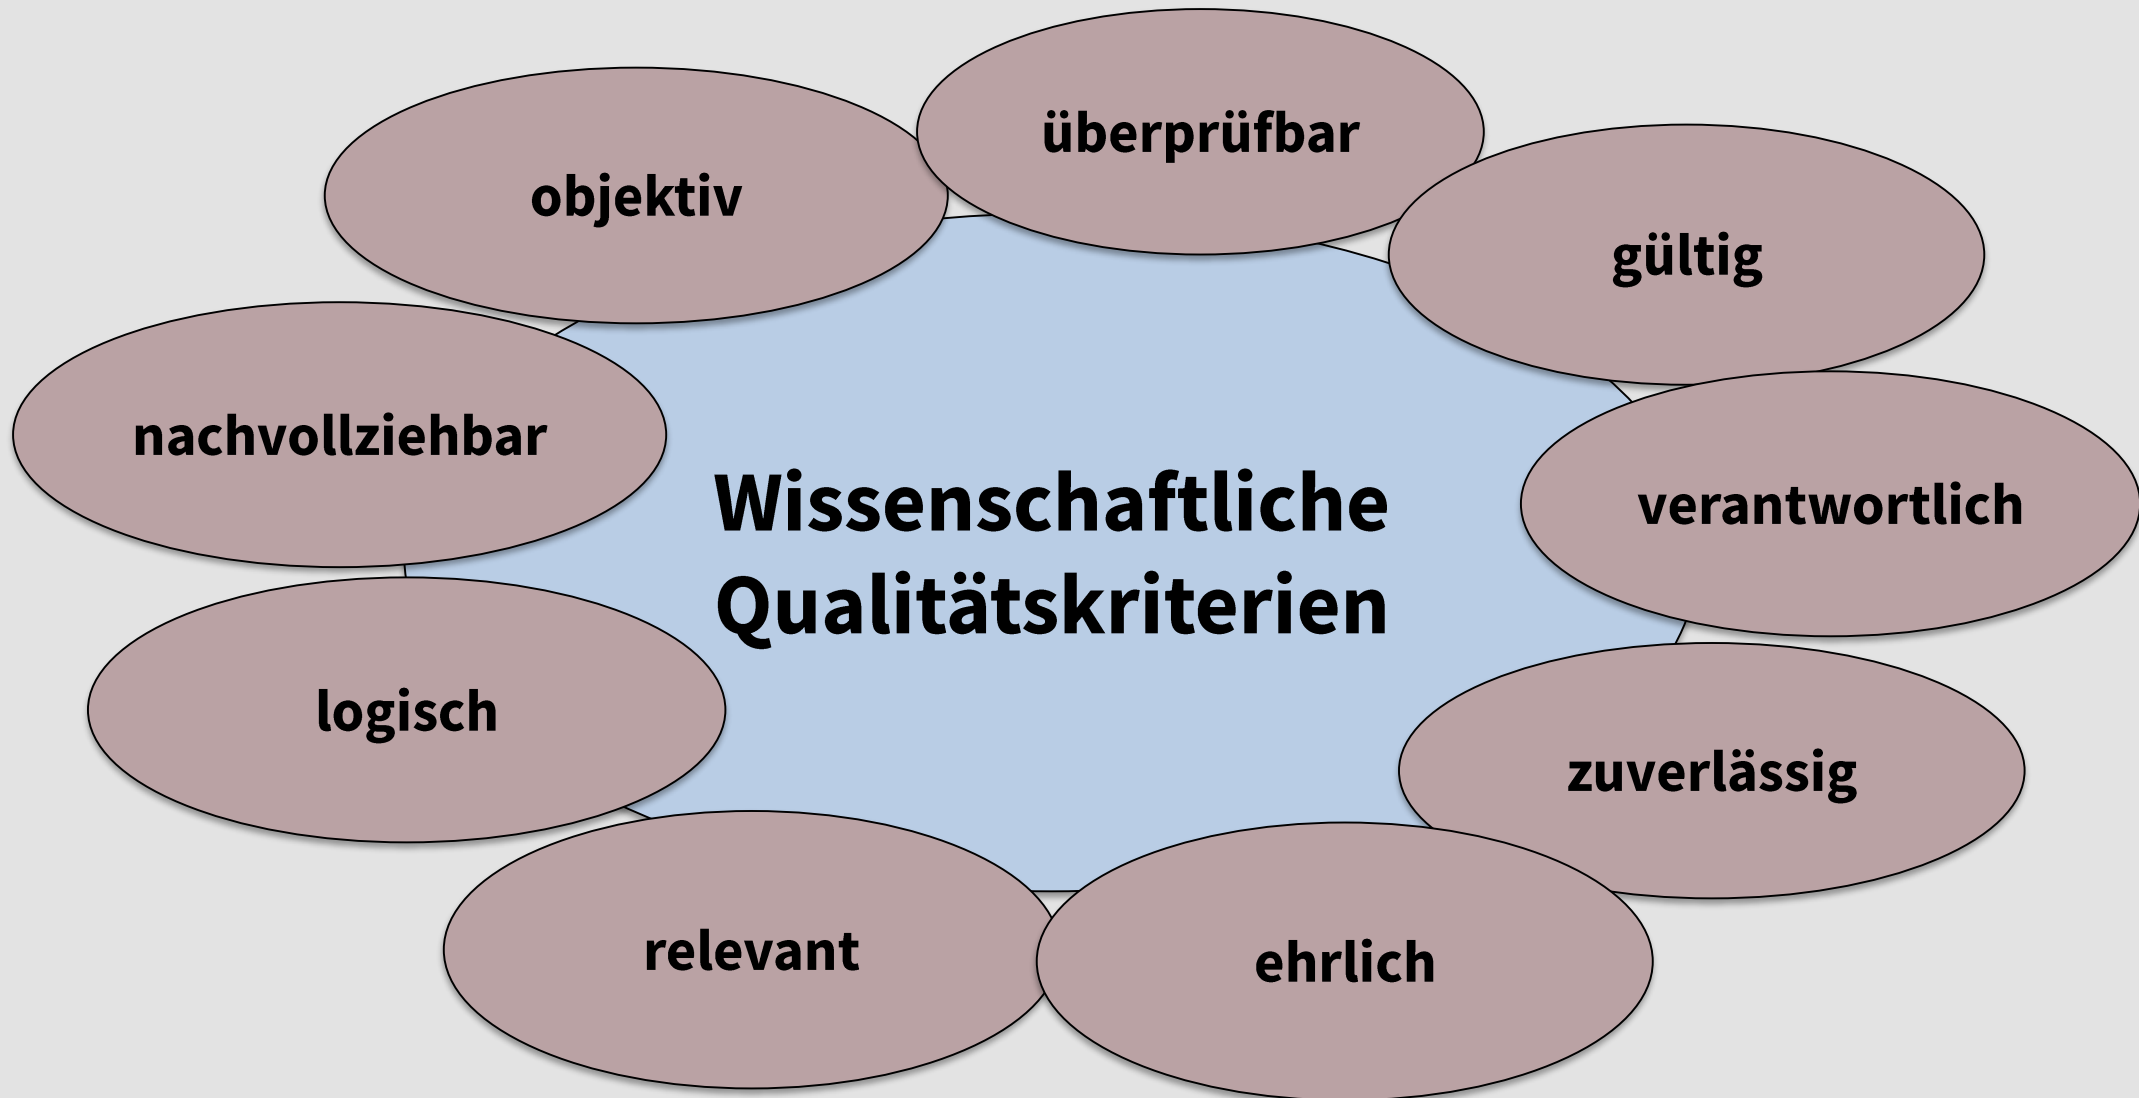 überprüfbar
objektiv
gültig
nachvollziehbar
Wissenschaftliche
Qualitätskriterien
verantwortlich
logisch
zuverlässig
relevant
ehrlich